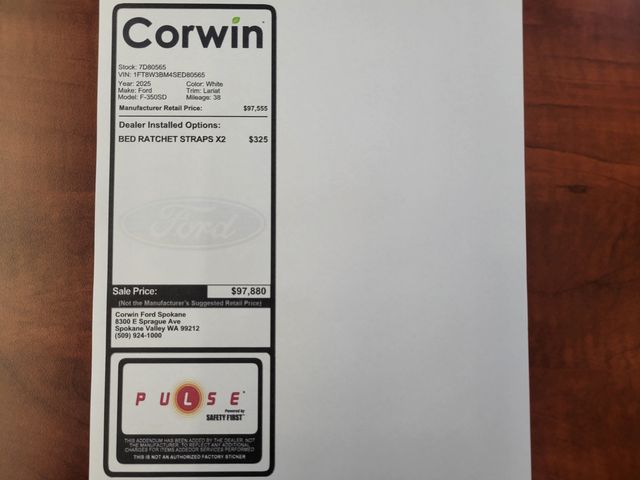 Corwin
Stock: 7D80565
VIN: 1FT8W3BM4SED80565
Year: 2025 Color: White
Make: Ford Trim: Lariat
Model: F-350SD Mileage: 38
Manufacturer Retail Price: $97,555
Dealer Installed Options:
BED RATCHET STRAPS X2 $325
Ford
Sale Price: $97,880
(Not the Manufacturer's Suggested Retail Price)
Corwin Ford Spokane
8300 E Sprague Ave
Spokane Valley WA 99212
(509) 924-1000
PULSE
Powered by
SAFETY F1RST
THIS ADDENDUM HAS BEEN ADDED BY THE DEALER, NOT
THE MANUFACTURER, TO REFLECT ANY ADDITIONAL
CHARGES FOR ITEMS ADDED OR SERVICES PERFORMED
THIS IS NOT AN AUTHORIZED FACTORY STICKER